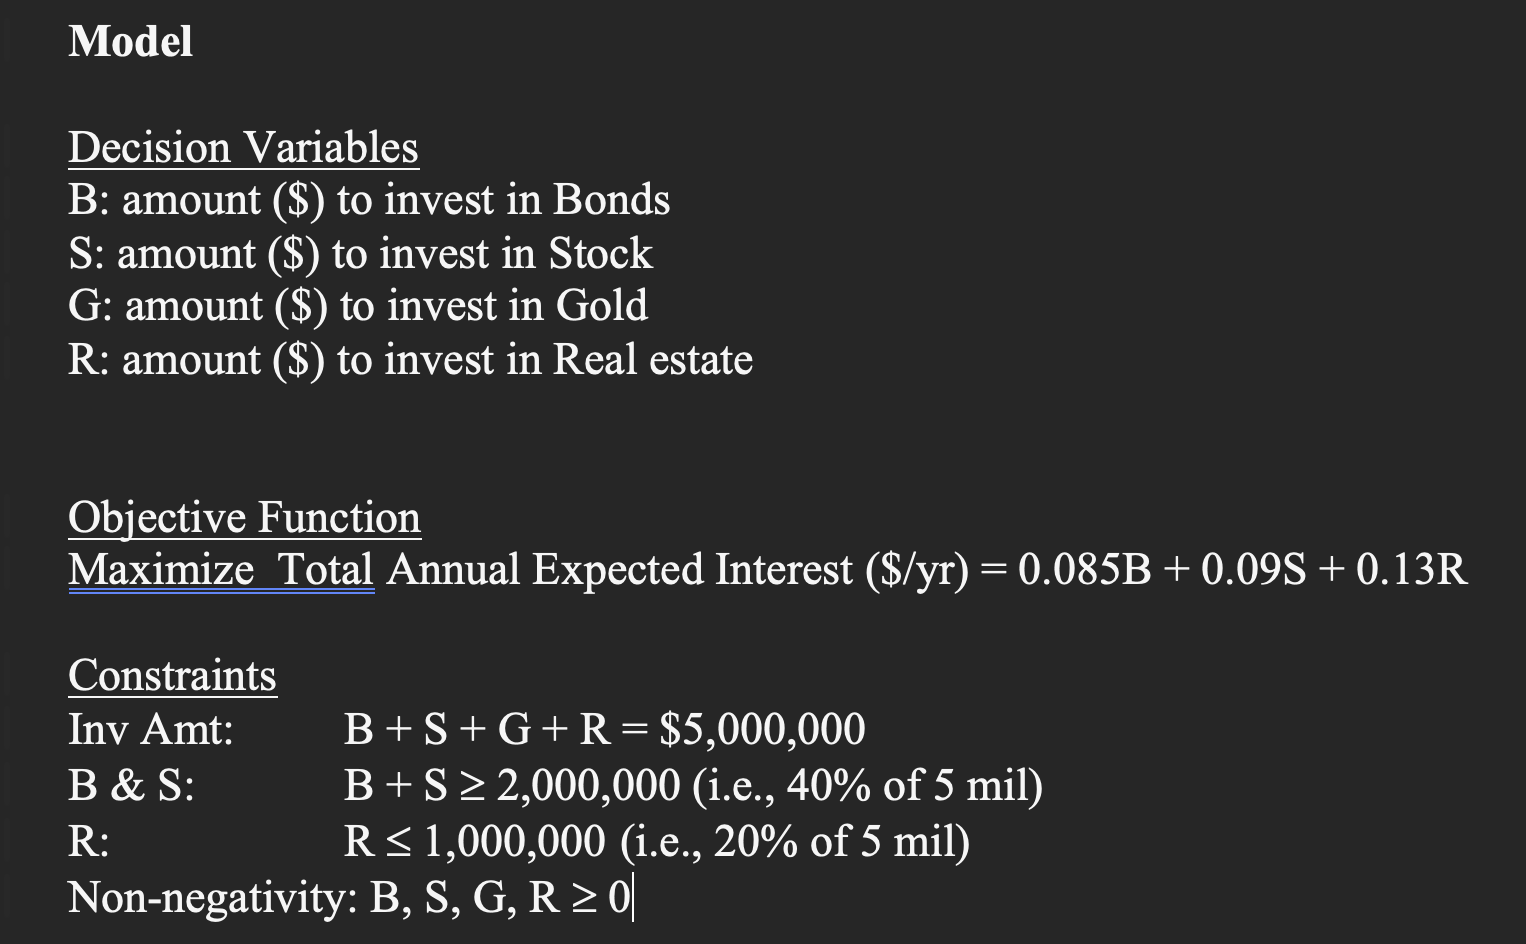 Model
Decision Variables
B: amount ($) to invest in Bonds
S: amount ($) to invest in Stock
G: amount ($) to invest in Gold
R: amount ($) to invest in Real estate
Objective Function
Maximize  Total Annual Expected Interest ($/yr) = 0.085B + 0.09S + 0.13R
Constraints
Inv Amt: B + S + G + R = $5,000,000
B & S: B + S ≥ 2,000,000 (i.e., 40% of 5 mil)
R: R ≤ 1,000,000 (i.e., 20% of 5 mil)
Non-negativity: B, S, G, R ≥ 0